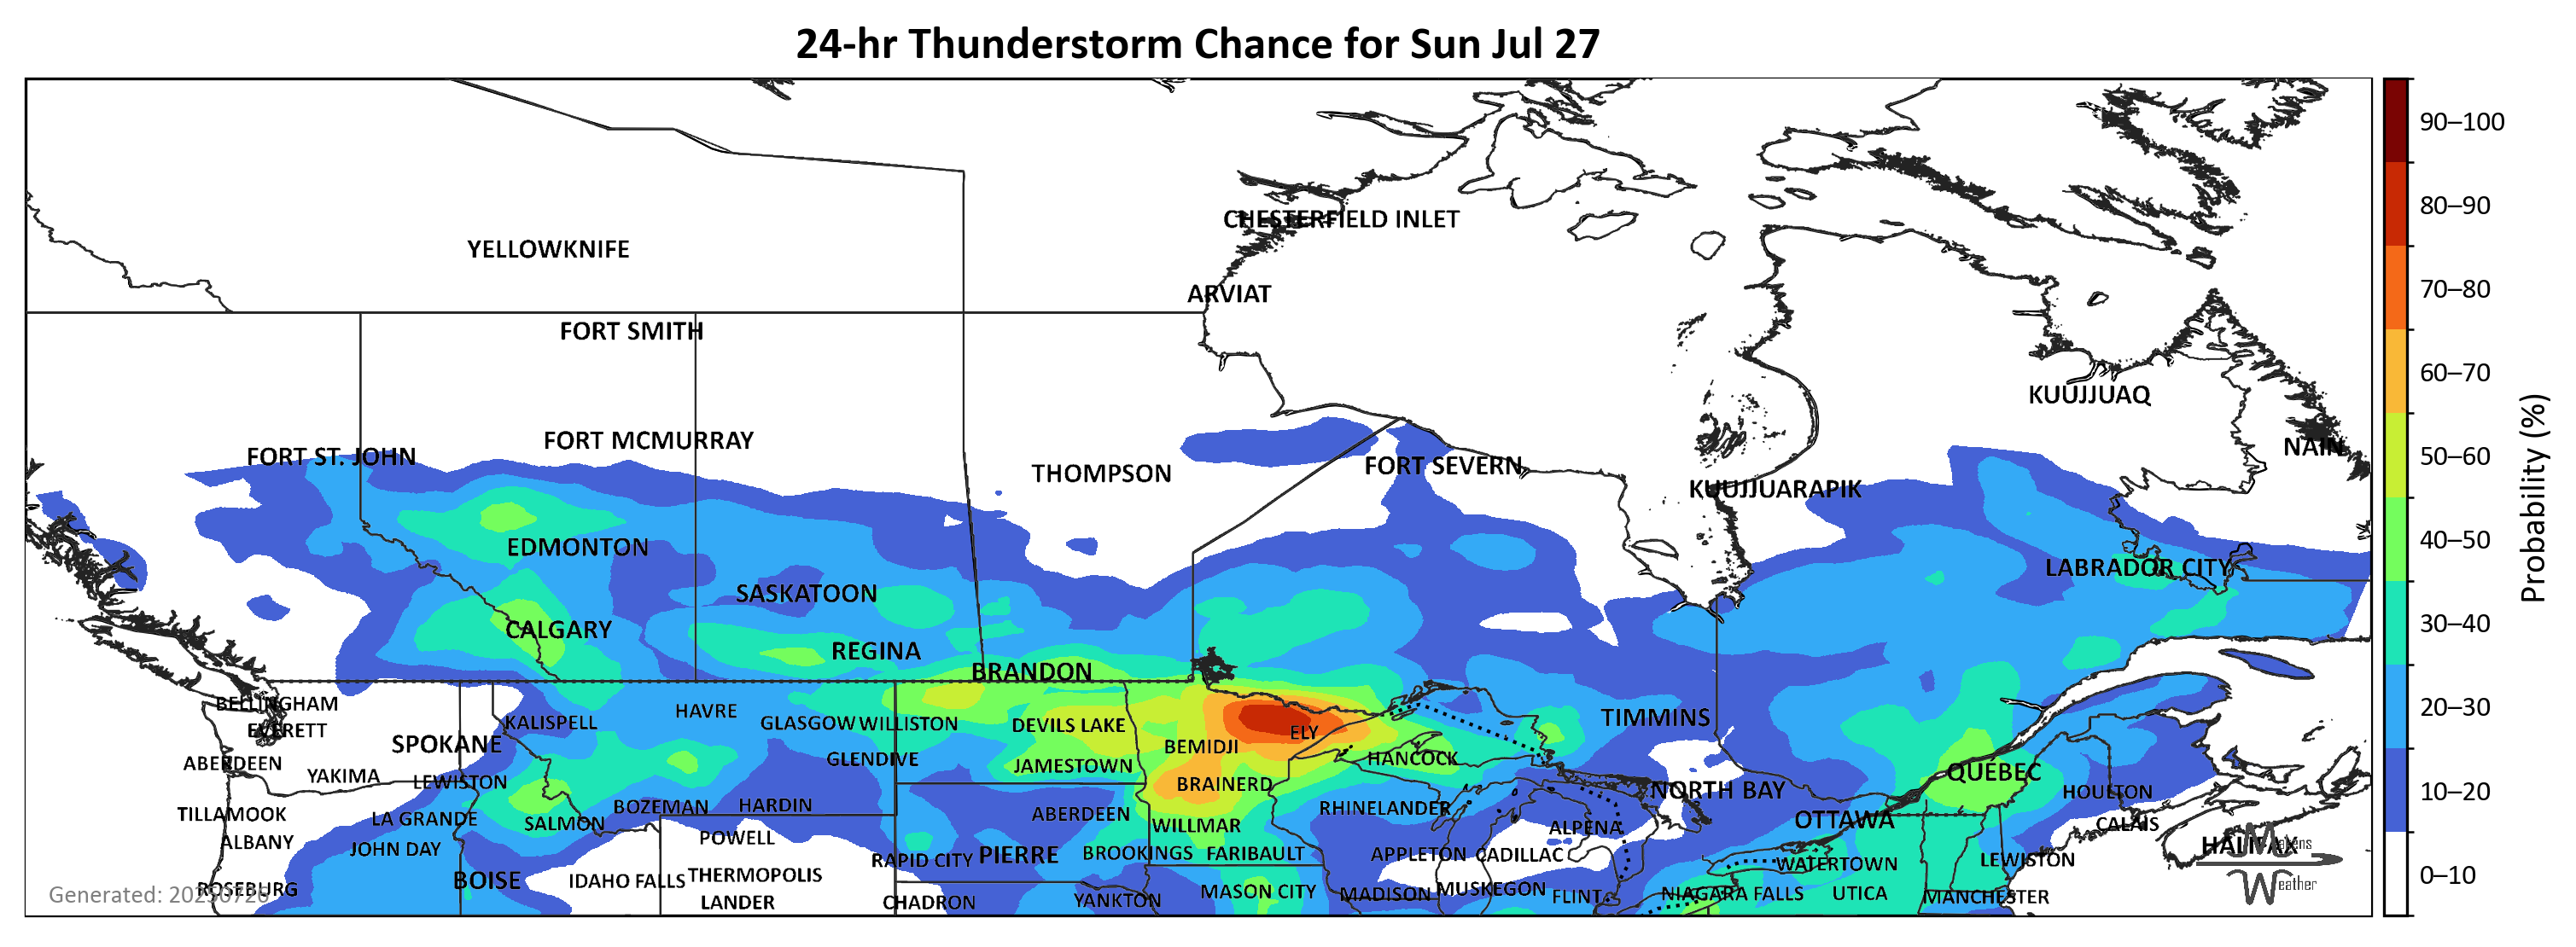 24-hr Thunderstorm Chance for Sun Jul 27
90–100
80–90
70–80
60–70
50–60
40–50
30–40
20–30
10–20
0–10
Probability (%)
CHESTERFIELD INLET
YELLOWKNIFE
ARVIAT
FORT SMITH
KUUJJUAQ
FORT MCMURRAY
NAIN
FORT ST. JOHN
FORT SEVERN
THOMPSON
KUUJJUARAPIK
EDMONTON
LABRADOR CITY
SASKATOON
CALGARY
REGINA
BRANDON
BELLINGHAM
HAVRE
TIMMINS
KALISPELL
GLASGOW
WILLISTON
DEVILS LAKE
EVERETT
ELY
SPOKANE
BEMIDJI
HANCOCK
GLENDIVE
ABERDEEN
JAMESTOWN
QUÉBEC
YAKIMA
LEWISTON
BRAINERD
NORTH BAY
HOULTON
BOZEMAN
HARDIN
RHINELANDER
TILLAMOOK
ABERDEEN
LA GRANDE
OTTAWA
SALMON
WILLMAR
ALPENA
CALAIS
POWELL
ALBANY
HALIFAX
JOHN DAY
BROOKINGS
FARIBAULT
APPLETON
CADILLAC
RAPID CITY
PIERRE
LEWISTON
WATERTOWN
THERMOPOLIS
BOISE
IDAHO FALLS
ROSEBURG
MASON CITY
MUSKEGON
MADISON
FLINT
NIAGARA FALLS
UTICA
MANCHESTER
LANDER
CHADRON
YANKTON
Generated: 20250726
Weather